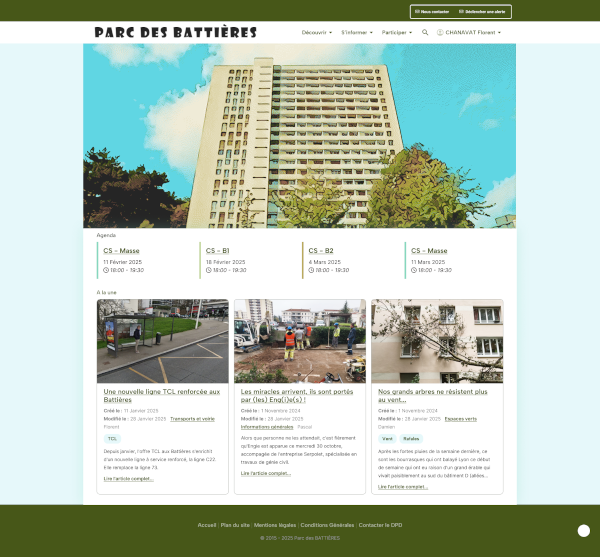 Nous contacter
Déclencher une alerte
PARC DES BATTIÈRES
Découvrir
S'informer
Participer
CHANAVAT Florent
Agenda
CS - Masse
11 Février 2025
18:00 - 19:30
CS - B1
18 Février 2025
18:00 - 19:30
CS - B2
4 Mars 2025
18:00 - 19:30
CS - Masse
11 Mars 2025
18:00 - 19:30
A la une
Une nouvelle ligne TCL renforcée aux
Battières
Créé le : 11 Janvier 2025
Modifié le : 28 Janvier 2025 Transports et voirie
Florent
TCL
Depuis janvier, l'offre TCL aux Battières s'enrichit
d'un nouvelle ligne à service renforcé, la ligne C22.
Elle remplace la ligne 73.
Lire l'article complet...
Les miracles arrivent, ils sont portés
par (les) Eng(i)e(s) !
Créé le : 1 Novembre 2024
Modifié le : 28 Janvier 2025
Informations générales Pascal
Alors que personne ne les attendait, c'est fièrement
qu'Engie est apparue ce mercredi 30 octobre,
accompagnée de l'entreprise Serpollet, spécialisée en
travaux de génie civil.
Lire l'article complet...
Nos grands arbres ne résistent plus
au vent...
Créé le : 1 Novembre 2024
Modifié le : 28 Janvier 2025 Espaces verts
Damien
Vent
Rafales
Après les fortes pluies de la semaine dernière, ce
sont les bourrasques qui ont balayé Lyon ce début
de semaine qui ont eu raison d'un grand érable qui
vivait paisiblement au sud du bâtiment D (allée...
Lire l'article complet...
Accueil | Plan du site | Mentions légales | Conditions Générales | Contacter le DPD
© 2019 - 2025 Parc des BATTIÈRES